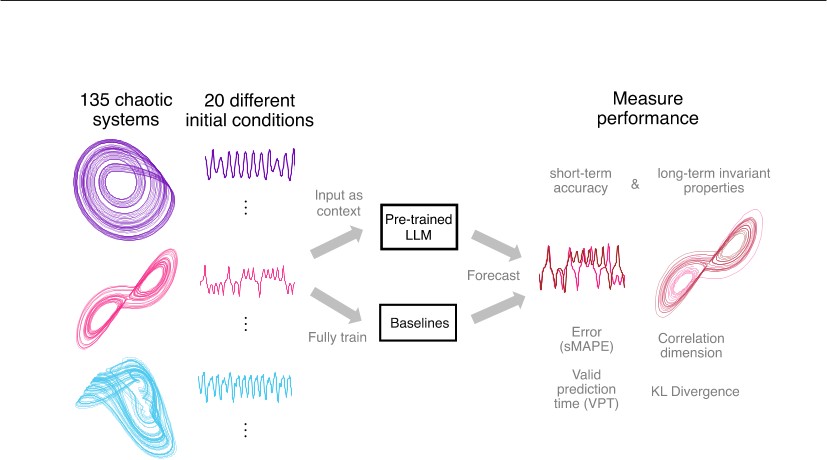 135 chaotic
systems
20 different
initial conditions
Measure
performance
short-term
accuracy
&
long-term invariant
properties
Input as
context
Pre-trained
LLM
Forecast
Fully train
Baselines
Error
(sMAPE)
Correlation
dimension
Valid
prediction
time (VPT)
KL Divergence